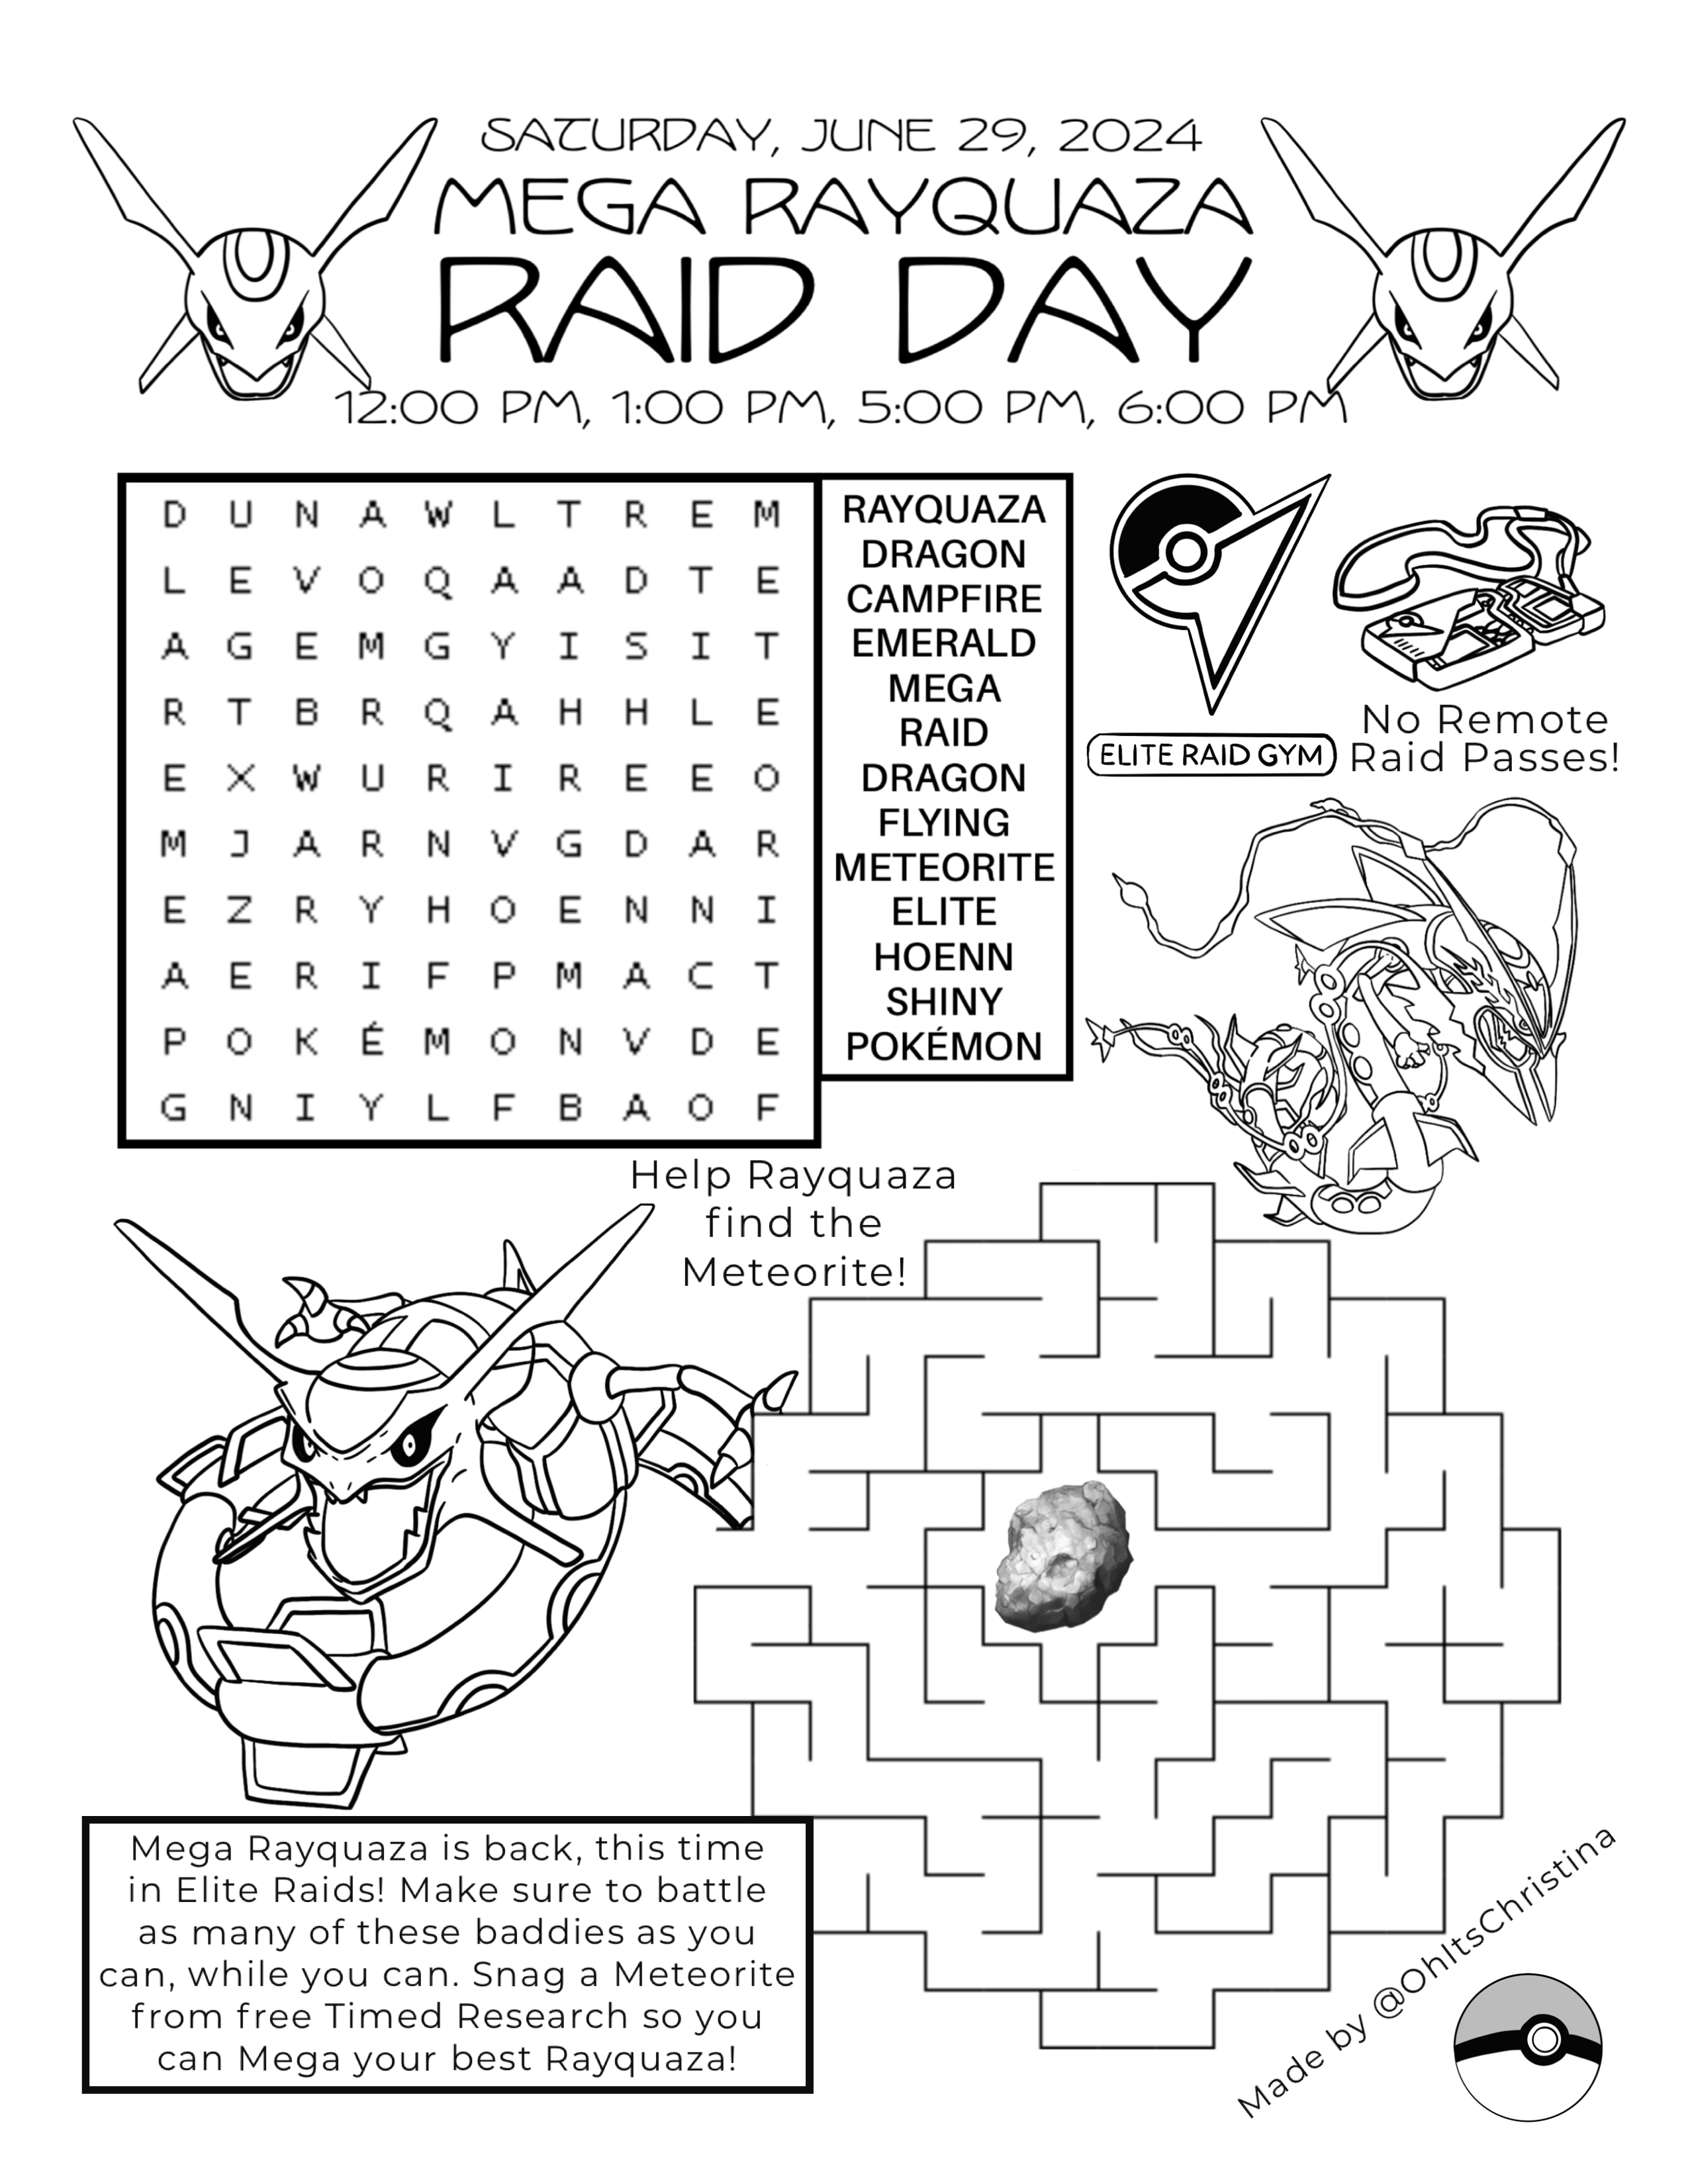 SATURDAY, JUNE 29, 2024
MEGA RAYQUAZA
RAID DAY
12:00 PM, 1:00 PM, 5:00 PM, 6:00 PM
D U N A W L T R E M
L E V O Q A A D T E
A G E M G Y I S I T
R T B R Q A H H L E
E X W U R I R E E O
M J A R N V G D A R
E Z R Y H O E N N I
A E R I F P M A C T
P O K É M O N V D E
G N I Y L F B A O F
RAYQUAZA
DRAGON
CAMPFIRE
EMERALD
MEGA
RAID
DRAGON
FLYING
METEORITE
ELITE
HOENN
SHINY
POKÉMON
ELITE RAID GYM
No Remote
Raid Passes!
Help Rayquaza
find the
Meteorite!
Mega Rayquaza is back, this time
in Elite Raids! Make sure to battle
as many of these baddies as you
can, while you can. Snag a Meteorite
from free Timed Research so you
can Mega your best Rayquaza!
Made by @OhItsChristina